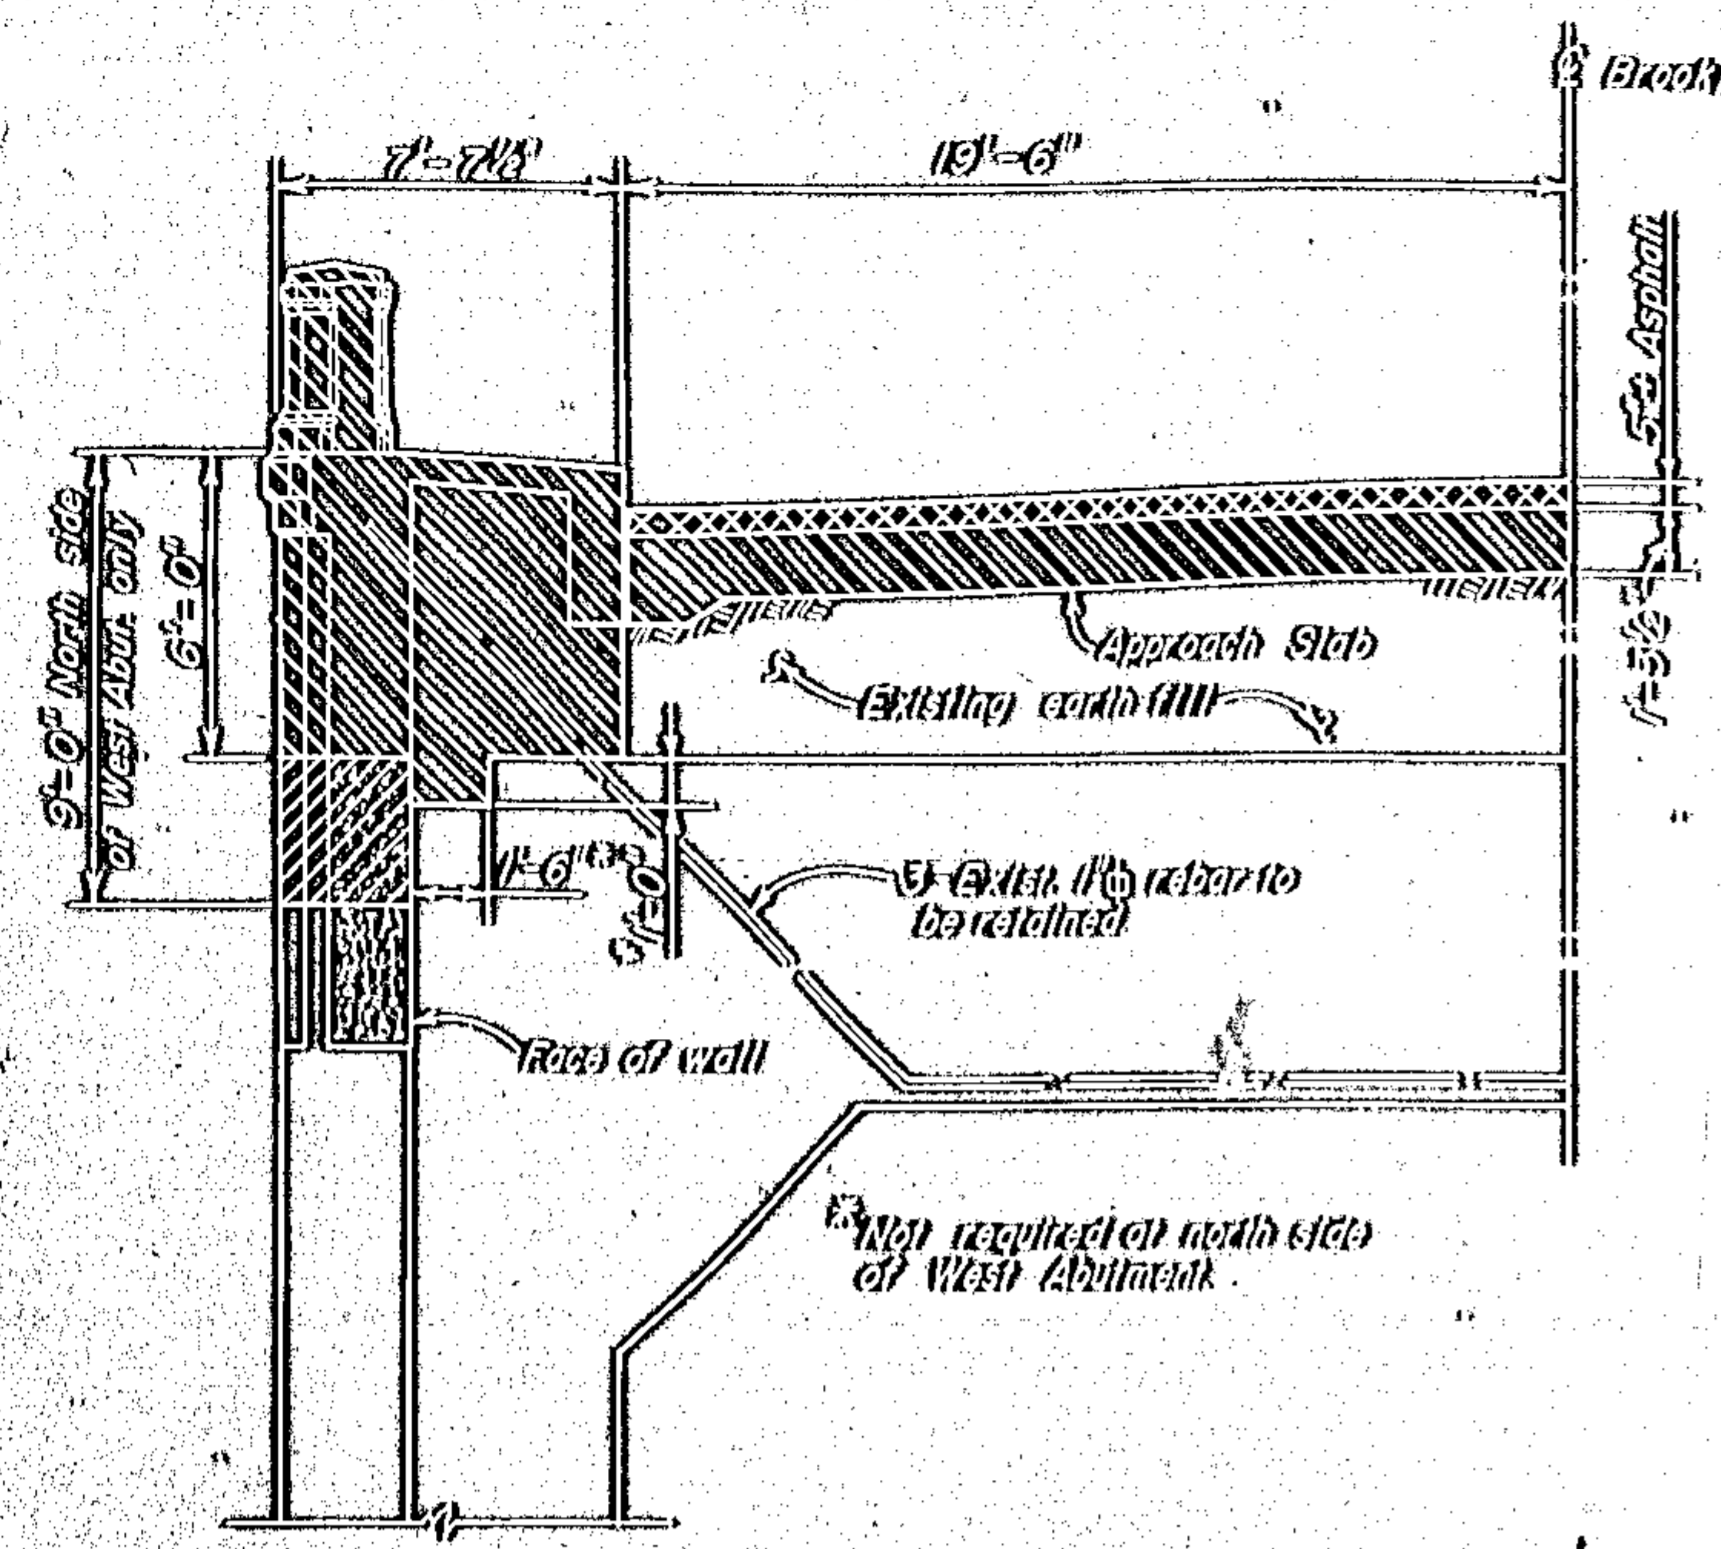 ℄ Brook
7'-7½"
19'-6"
5"± Asphalt
9'-0" North side
of West Abut. only
6'-0"
Approach Slab
Existing earth fill
1'-6"*
*1'-0"
Exist. 1"ϕ rebar to
be retained
Face of wall
*Not required at north side
of West Abutment.